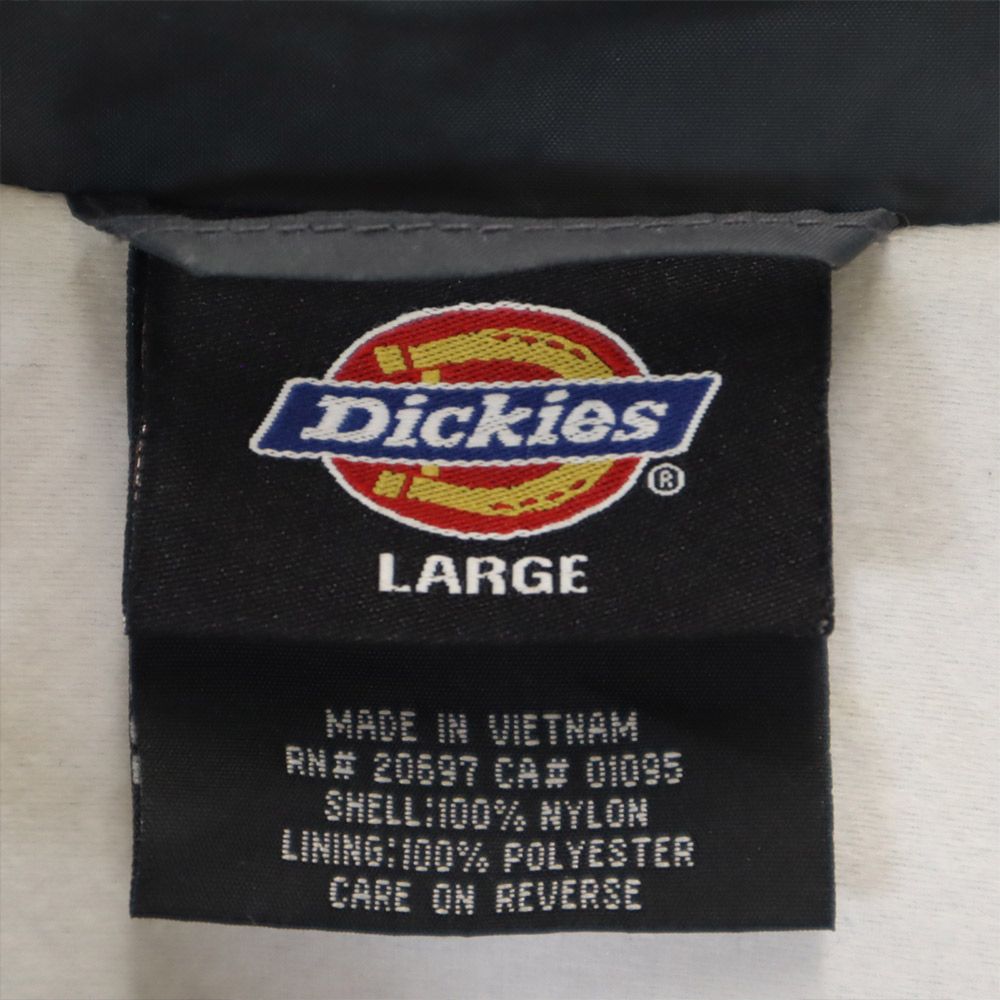 Dickies
®
LARGE
MADE IN VIETNAM
RN# 20697 CA# 01095
SHELL:100% NYLON
LINING:100% POLYESTER
CARE ON REVERSE